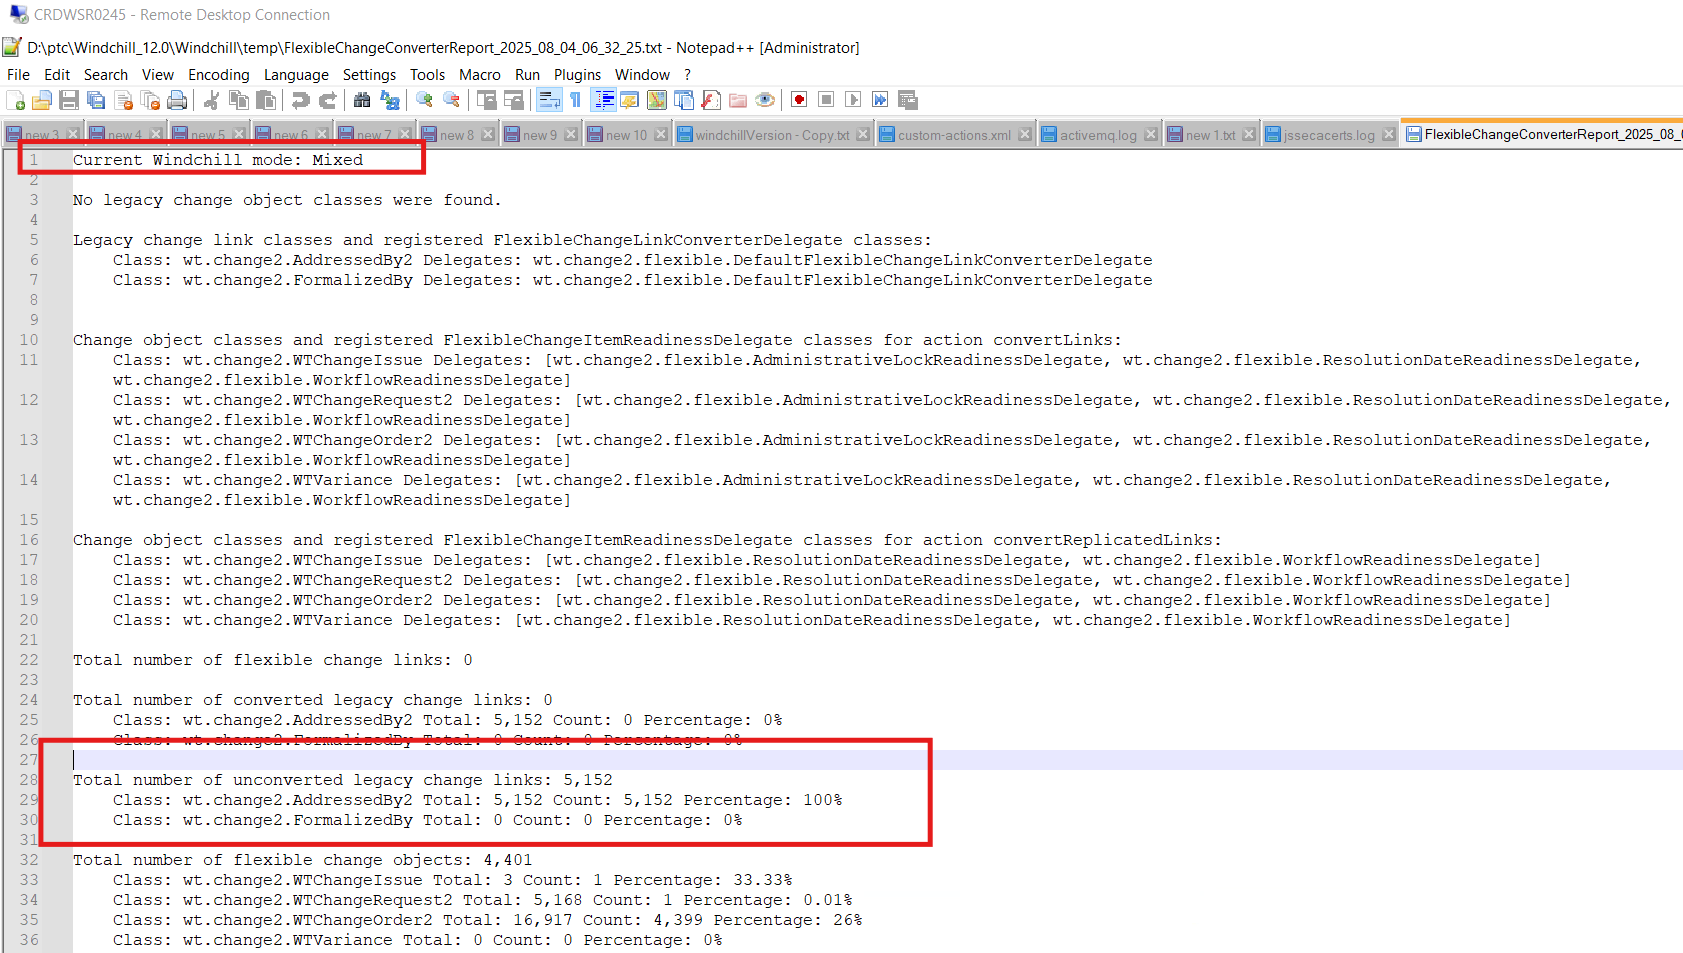 CRDWSR0245 - Remote Desktop Connection
D:\ptc\Windchill_12.0\Windchill\temp\FlexibleChangeConverterReport_2025_08_04_06_32_25.txt - Notepad++ [Administrator]
File Edit Search View Encoding Language Settings Tools Macro Run Plugins Window ?
new 3 new 4 new 5 new 6 new 7 new 8 new 9 new 10 windchillVersion - Copy.txt custom-actions.xml activemq.log new 1.txt jssecacerts.log FlexibleChangeConverterReport_2025_08_
1 Current Windchill mode: Mixed
2
3 No legacy change object classes were found.
4
5 Legacy change link classes and registered FlexibleChangeLinkConverterDelegate classes:
6 Class: wt.change2.AddressedBy2 Delegates: wt.change2.flexible.DefaultFlexibleChangeLinkConverterDelegate
7 Class: wt.change2.FormalizedBy Delegates: wt.change2.flexible.DefaultFlexibleChangeLinkConverterDelegate
8
9
10 Change object classes and registered FlexibleChangeItemReadinessDelegate classes for action convertLinks:
11 Class: wt.change2.WTChangeIssue Delegates: [wt.change2.flexible.AdministrativeLockReadinessDelegate, wt.change2.flexible.ResolutionDateReadinessDelegate,
wt.change2.flexible.WorkflowReadinessDelegate]
12 Class: wt.change2.WTChangeRequest2 Delegates: [wt.change2.flexible.AdministrativeLockReadinessDelegate, wt.change2.flexible.ResolutionDateReadinessDelegate,
wt.change2.flexible.WorkflowReadinessDelegate]
13 Class: wt.change2.WTChangeOrder2 Delegates: [wt.change2.flexible.AdministrativeLockReadinessDelegate, wt.change2.flexible.ResolutionDateReadinessDelegate,
wt.change2.flexible.WorkflowReadinessDelegate]
14 Class: wt.change2.WTVariance Delegates: [wt.change2.flexible.AdministrativeLockReadinessDelegate, wt.change2.flexible.ResolutionDateReadinessDelegate,
wt.change2.flexible.WorkflowReadinessDelegate]
15
16 Change object classes and registered FlexibleChangeItemReadinessDelegate classes for action convertReplicatedLinks:
17 Class: wt.change2.WTChangeIssue Delegates: [wt.change2.flexible.ResolutionDateReadinessDelegate, wt.change2.flexible.WorkflowReadinessDelegate]
18 Class: wt.change2.WTChangeRequest2 Delegates: [wt.change2.flexible.ResolutionDateReadinessDelegate, wt.change2.flexible.WorkflowReadinessDelegate]
19 Class: wt.change2.WTChangeOrder2 Delegates: [wt.change2.flexible.ResolutionDateReadinessDelegate, wt.change2.flexible.WorkflowReadinessDelegate]
20 Class: wt.change2.WTVariance Delegates: [wt.change2.flexible.ResolutionDateReadinessDelegate, wt.change2.flexible.WorkflowReadinessDelegate]
21
22 Total number of flexible change links: 0
23
24 Total number of converted legacy change links: 0
25 Class: wt.change2.AddressedBy2 Total: 5,152 Count: 0 Percentage: 0%
26 Class: wt.change2.FormalizedBy Total: 0 Count: 0 Percentage: 0%
27
28 Total number of unconverted legacy change links: 5,152
29 Class: wt.change2.AddressedBy2 Total: 5,152 Count: 5,152 Percentage: 100%
30 Class: wt.change2.FormalizedBy Total: 0 Count: 0 Percentage: 0%
31
32 Total number of flexible change objects: 4,401
33 Class: wt.change2.WTChangeIssue Total: 3 Count: 1 Percentage: 33.33%
34 Class: wt.change2.WTChangeRequest2 Total: 5,168 Count: 1 Percentage: 0.01%
35 Class: wt.change2.WTChangeOrder2 Total: 16,917 Count: 4,399 Percentage: 26%
36 Class: wt.change2.WTVariance Total: 0 Count: 0 Percentage: 0%